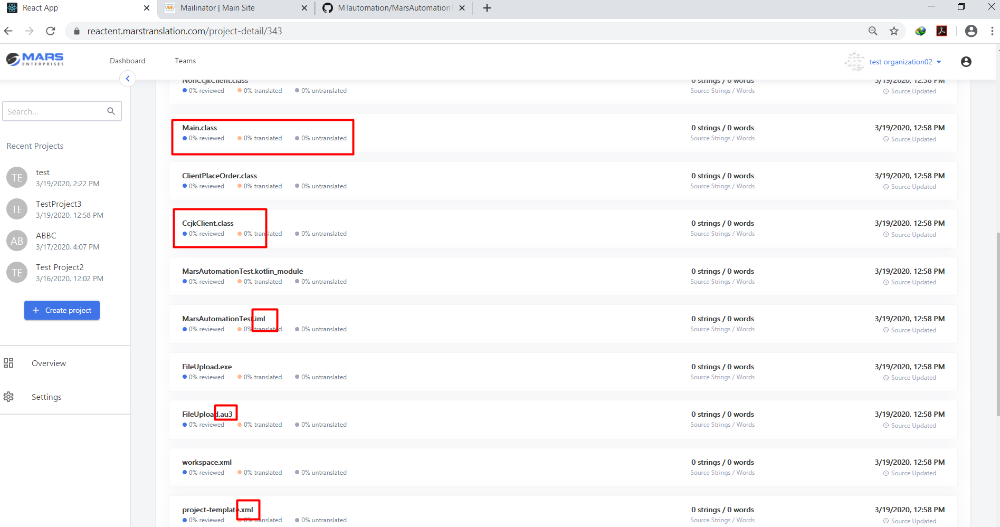 React App
Mailinator | Main Site
MTautomation/MarsAutomation
reactent.marstranslation.com/project-detail/343
MARS
ENTERPRISES
Dashboard
Teams
test organization02
Search...
Recent Projects
TE
test
3/19/2020, 2:22 PM
TE
TestProject3
3/19/2020, 12:58 PM
AB
ABBC
3/17/2020, 4:07 PM
TE
Test Project2
3/16/2020, 12:02 PM
+ Create project
Overview
Settings
NonCcjkClient.class
0 strings / 0 words
3/19/2020, 12:58 PM
0% reviewed 0% translated 0% untranslated
Source Strings / Words
Source Updated
Main.class
0 strings / 0 words
3/19/2020, 12:58 PM
0% reviewed 0% translated 0% untranslated
Source Strings / Words
Source Updated
ClientPlaceOrder.class
0 strings / 0 words
3/19/2020, 12:58 PM
0% reviewed 0% translated 0% untranslated
Source Strings / Words
Source Updated
CcjkClient.class
0 strings / 0 words
3/19/2020, 12:58 PM
0% reviewed 0% translated 0% untranslated
Source Strings / Words
Source Updated
MarsAutomationTest.kotlin_module
0 strings / 0 words
3/19/2020, 12:58 PM
0% reviewed 0% translated 0% untranslated
Source Strings / Words
Source Updated
MarsAutomationTest.iml
0 strings / 0 words
3/19/2020, 12:58 PM
0% reviewed 0% translated 0% untranslated
Source Strings / Words
Source Updated
FileUpload.exe
0 strings / 0 words
3/19/2020, 12:58 PM
0% reviewed 0% translated 0% untranslated
Source Strings / Words
Source Updated
FileUpload.au3
0 strings / 0 words
3/19/2020, 12:58 PM
0% reviewed 0% translated 0% untranslated
Source Strings / Words
Source Updated
workspace.xml
0 strings / 0 words
3/19/2020, 12:58 PM
0% reviewed 0% translated 0% untranslated
Source Strings / Words
Source Updated
project-template.xml
0 strings / 0 words
3/19/2020, 12:58 PM
0% reviewed 0% translated 0% untranslated
Source Strings / Words
Source Updated